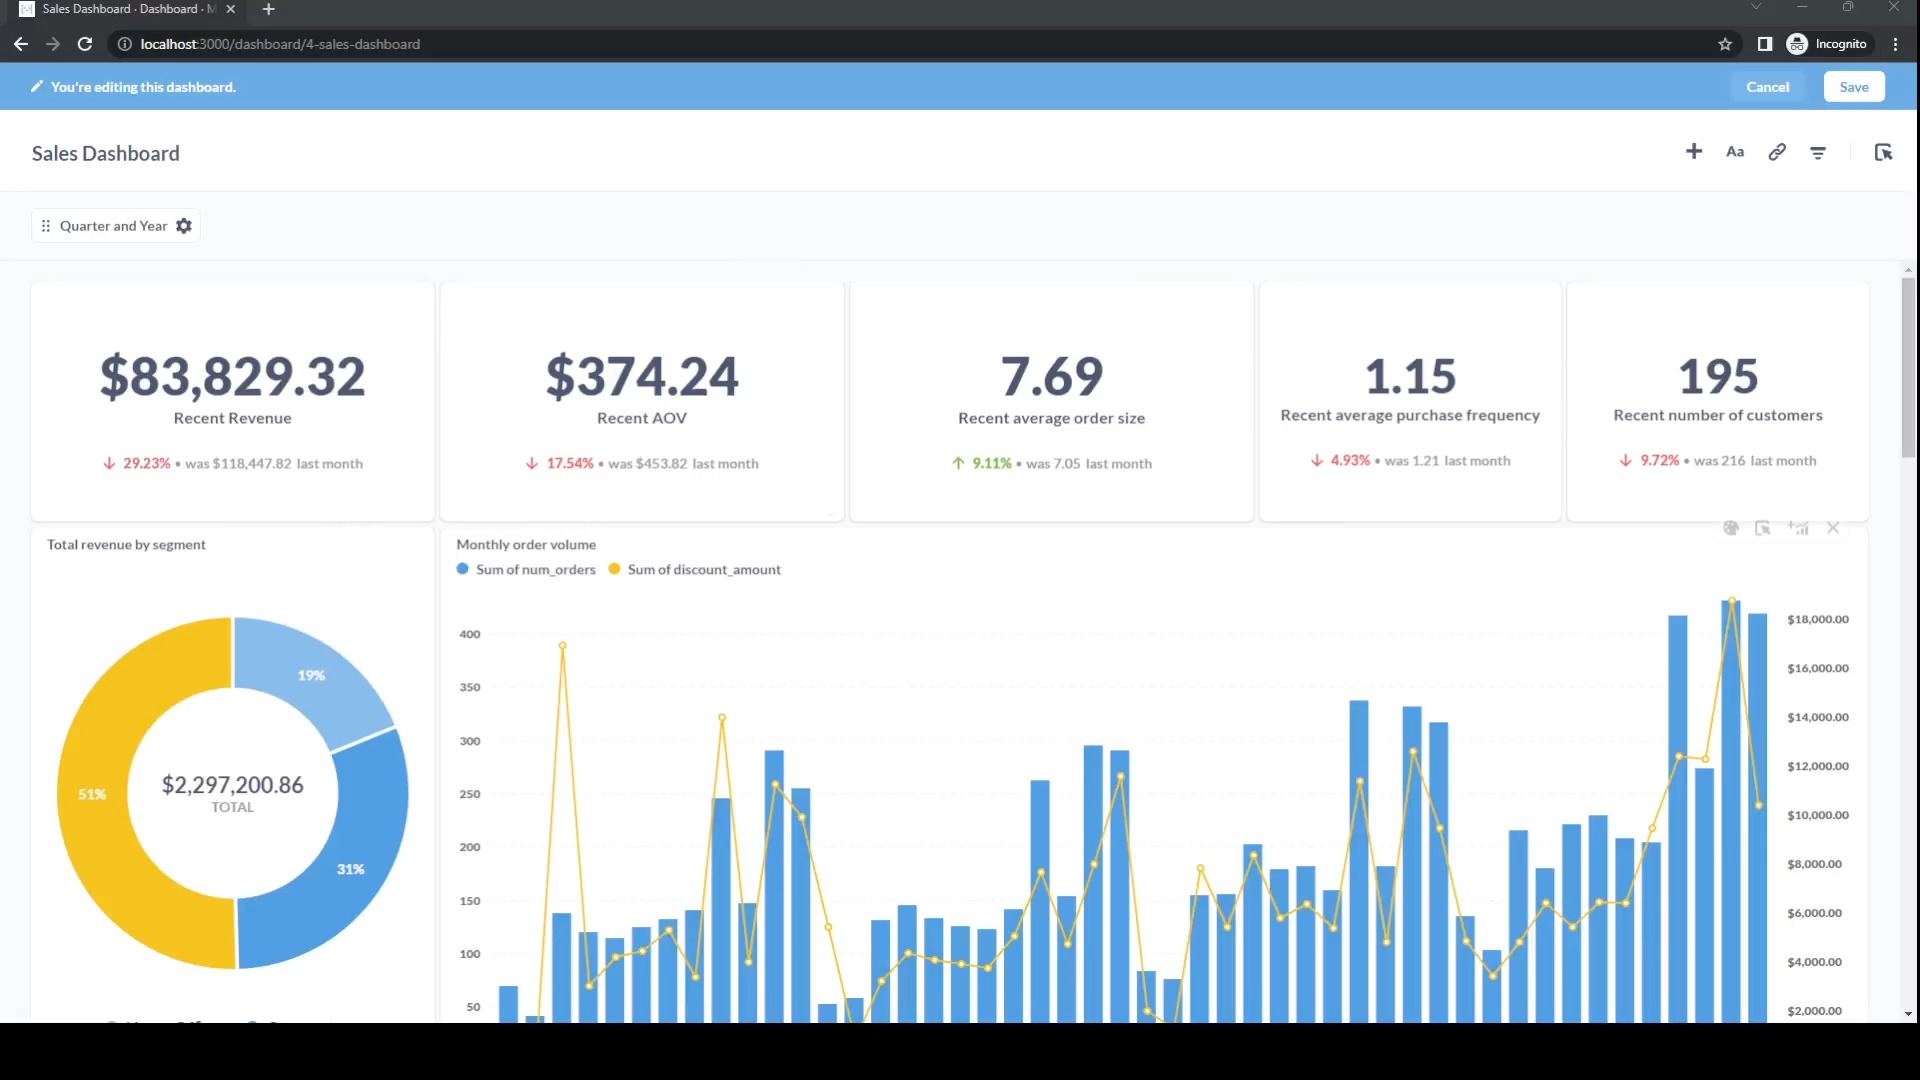 Sales Dashboard · Dashboard · M
localhost:3000/dashboard/4-sales-dashboard
Incognito
You're editing this dashboard.
Cancel
Save
Sales Dashboard
Aa
Quarter and Year
$83,829.32
Recent Revenue
29.23% • was $118,447.82 last month
$374.24
Recent AOV
17.54% • was $453.82 last month
7.69
Recent average order size
9.11% • was 7.05 last month
1.15
Recent average purchase frequency
4.93% • was 1.21 last month
195
Recent number of customers
9.72% • was 216 last month
Total revenue by segment
19%
51%
$2,297,200.86
TOTAL
31%
Monthly order volume
Sum of num_orders
Sum of discount_amount
400
350
300
250
200
150
100
50
$18,000.00
$16,000.00
$14,000.00
$12,000.00
$10,000.00
$8,000.00
$6,000.00
$4,000.00
$2,000.00